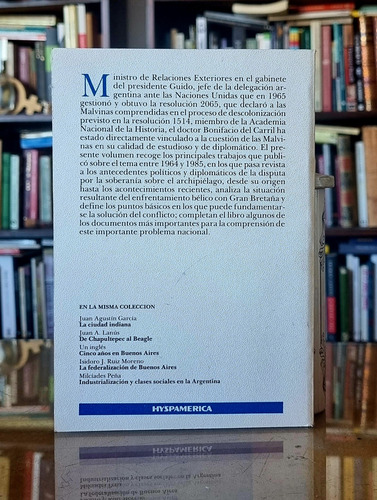 Ministro de Relaciones Exteriores en el gabinete
del presidente Guido, jefe de la delegación ar-
gentina ante las Naciones Unidas que en 1965
gestionó y obtuvo la resolución 2065, que declaró a las
Malvinas comprendidas en el proceso de descolonización
previsto en la resolución 1514, miembro de la Academia
Nacional de la Historia, el doctor Bonifacio del Carril ha
estado directamente vinculado a la cuestión de las Malvi-
nas en su calidad de estudioso y de diplomático. El pre-
sente volumen recoge los principales trabajos que publi-
có sobre el tema entre 1964 y 1985, en los que pasa revista
a los antecedentes políticos y diplomáticos de la disputa
por la soberanía sobre el archipiélago, desde su origen
hasta los acontecimientos recientes, analiza la situación
resultante del enfrentamiento bélico con Gran Bretaña y
define los puntos básicos en los que puede fundamentar-
se la solución del conflicto; completan el libro algunos de
los documentos más importantes para la comprensión de
este importante problema nacional.
EN LA MISMA COLECCION
Juan Agustín García
La ciudad indiana
Juan A. Lanús
De Chapultepec al Beagle
Un inglés
Cinco años en Buenos Aires
Isidoro J. Ruiz Moreno
La federalización de Buenos Aires
Milcíades Peña
Industrialización y clases sociales en la Argentina
HYSPAMERICA